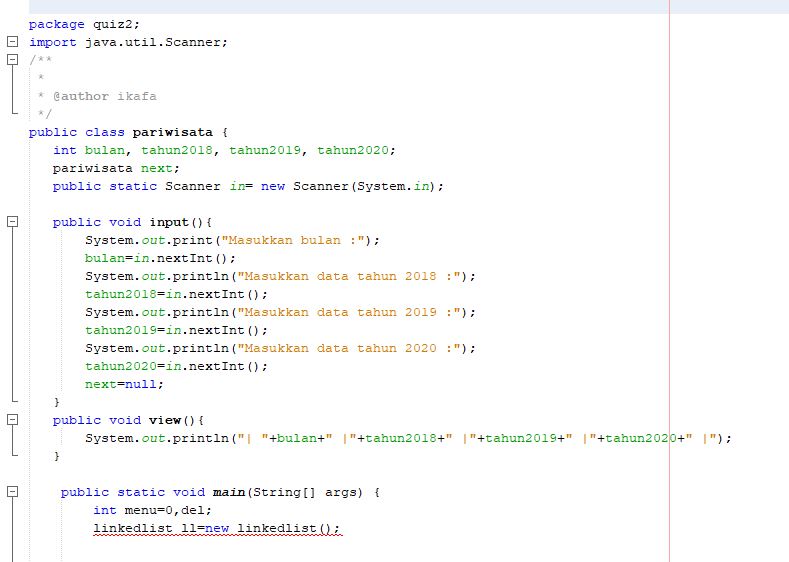 package quiz2;
import java.util.Scanner;
/**
 *
 * @author ikafa
 */
public class pariwisata {
   int bulan, tahun2018, tahun2019, tahun2020;
   pariwisata next;
   public static Scanner in= new Scanner(System.in);

   public void input(){
       System.out.print("Masukkan bulan :");
       bulan=in.nextInt();
       System.out.println("Masukkan data tahun 2018 :");
       tahun2018=in.nextInt();
       System.out.println("Masukkan data tahun 2019 :");
       tahun2019=in.nextInt();
       System.out.println("Masukkan data tahun 2020 :");
       tahun2020=in.nextInt();
       next=null;
   }
   public void view(){
       System.out.println("| "+bulan+" |"+tahun2018+" |"+tahun2019+" |"+tahun2020+" |");
   }

    public static void main(String[] args) {
        int menu=0,del;
        linkedlist ll=new linkedlist();